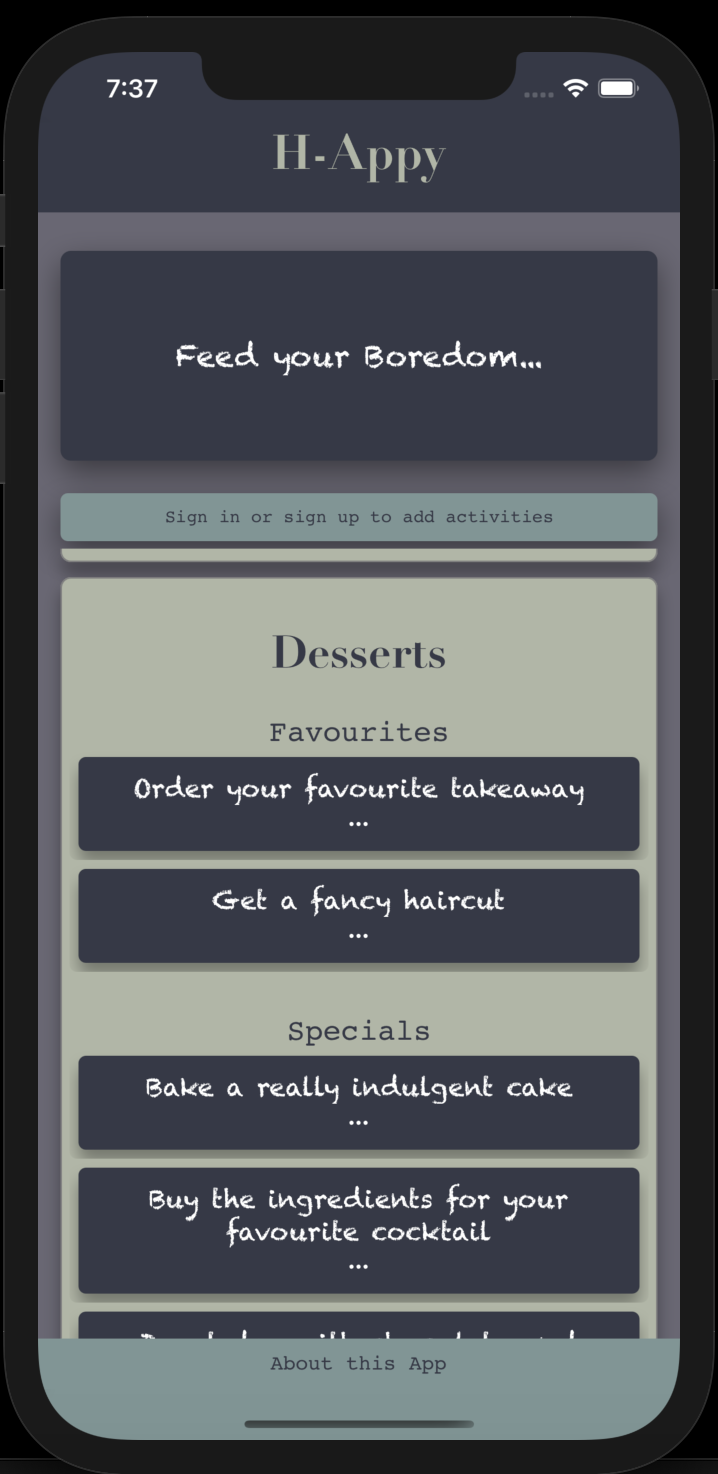 7:37
H-Appy
Feed your Boredom...
Sign in or sign up to add activities
Desserts
Favourites
Order your favourite takeaway
...
Get a fancy haircut
...
Specials
Bake a really indulgent cake
...
Buy the ingredients for your
favourite cocktail
...
About this App